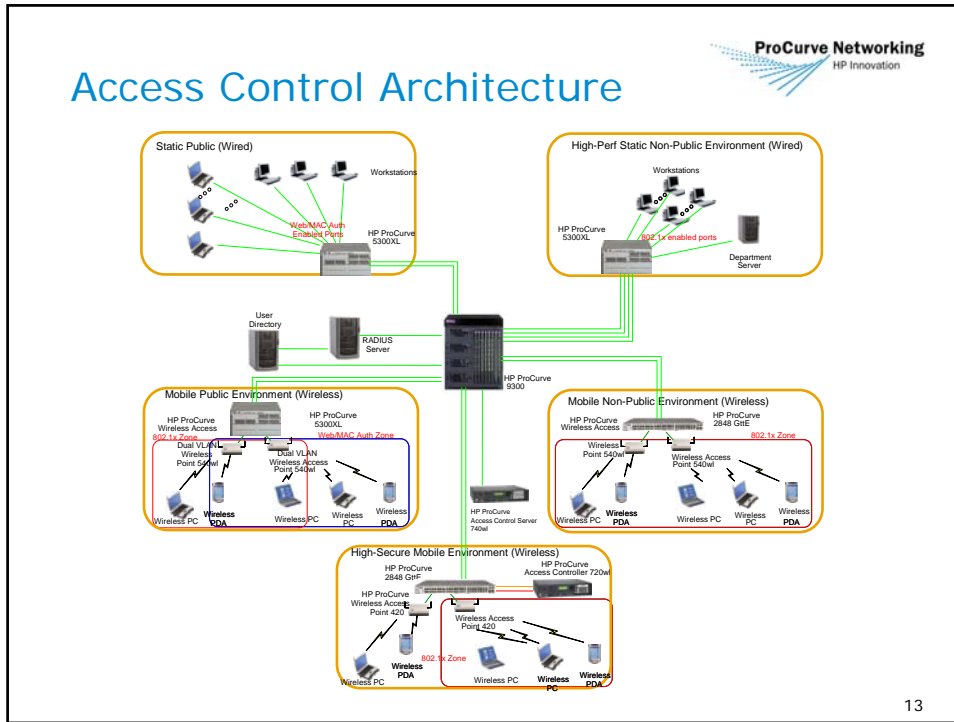 ProCurve Networking
HP Innovation
Access Control Architecture
Static Public (Wired)
Workstations
Web/MAC Auth
Enabled Ports
HP ProCurve
5300XL
High-Perf Static Non-Public Environment (Wired)
Workstations
HP ProCurve
5300XL
802.1x enabled ports
Department
Server
User
Directory
RADIUS
Server
HP ProCurve
9300
Mobile Public Environment (Wireless)
HP ProCurve
Wireless Access
802.1x Zone
Dual VLAN
Wireless
Point 540wl
HP ProCurve
5300XL
Web/MAC Auth Zone
Dual VLAN
Wireless Access
Point 540wl
Wireless PC
Wireless
PDA
Wireless PC
Wireless
PC
Wireless
PDA
HP ProCurve
Access Control Server
740wl
Mobile Non-Public Environment (Wireless)
HP ProCurve
Wireless Access
HP ProCurve
2848 GttE
802.1x Zone
Wireless
Point 540wl
Wireless Access
Point 540wl
Wireless PC
Wireless
PDA
Wireless PC
Wireless
PC
Wireless
PDA
High-Secure Mobile Environment (Wireless)
HP ProCurve
2848 GttE
HP ProCurve
Access Controller 720wl
HP ProCurve
Wireless Access
Point 420
Wireless Access
Point 420
802.1x Zone
Wireless PC
Wireless
PDA
Wireless PC
Wireless
PC
Wireless
PDA
13